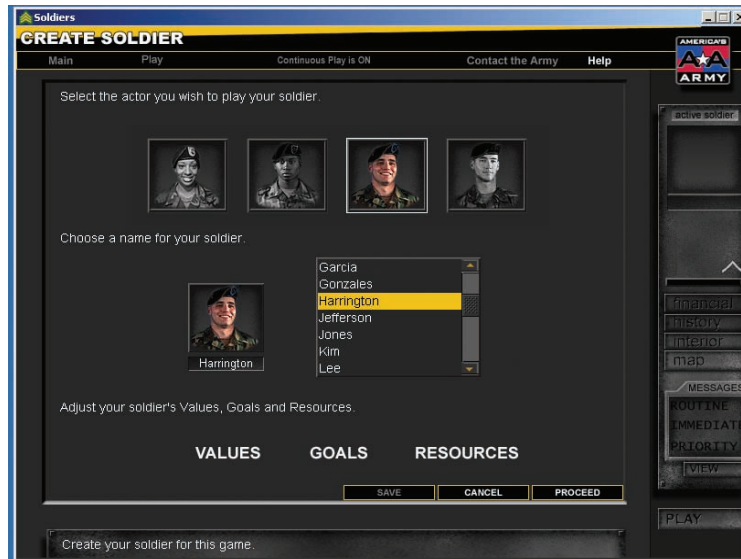 Soldiers
CREATE SOLDIER
Main Play Continuous Play is ON Contact the Army Help
AMERICA'S
ARMY
Select the actor you wish to play your soldier.
active soldier
Choose a name for your soldier.
Garcia
Gonzales
Harrington
Jefferson
Jones
Kim
Lee
Harrington
financial
history
interior
map
MESSAGES
ROUTINE
IMMEDIATE
PRIORITY
VIEW
Adjust your soldier's Values, Goals and Resources.
VALUES GOALS RESOURCES
SAVE CANCEL PROCEED
PLAY
Create your soldier for this game.